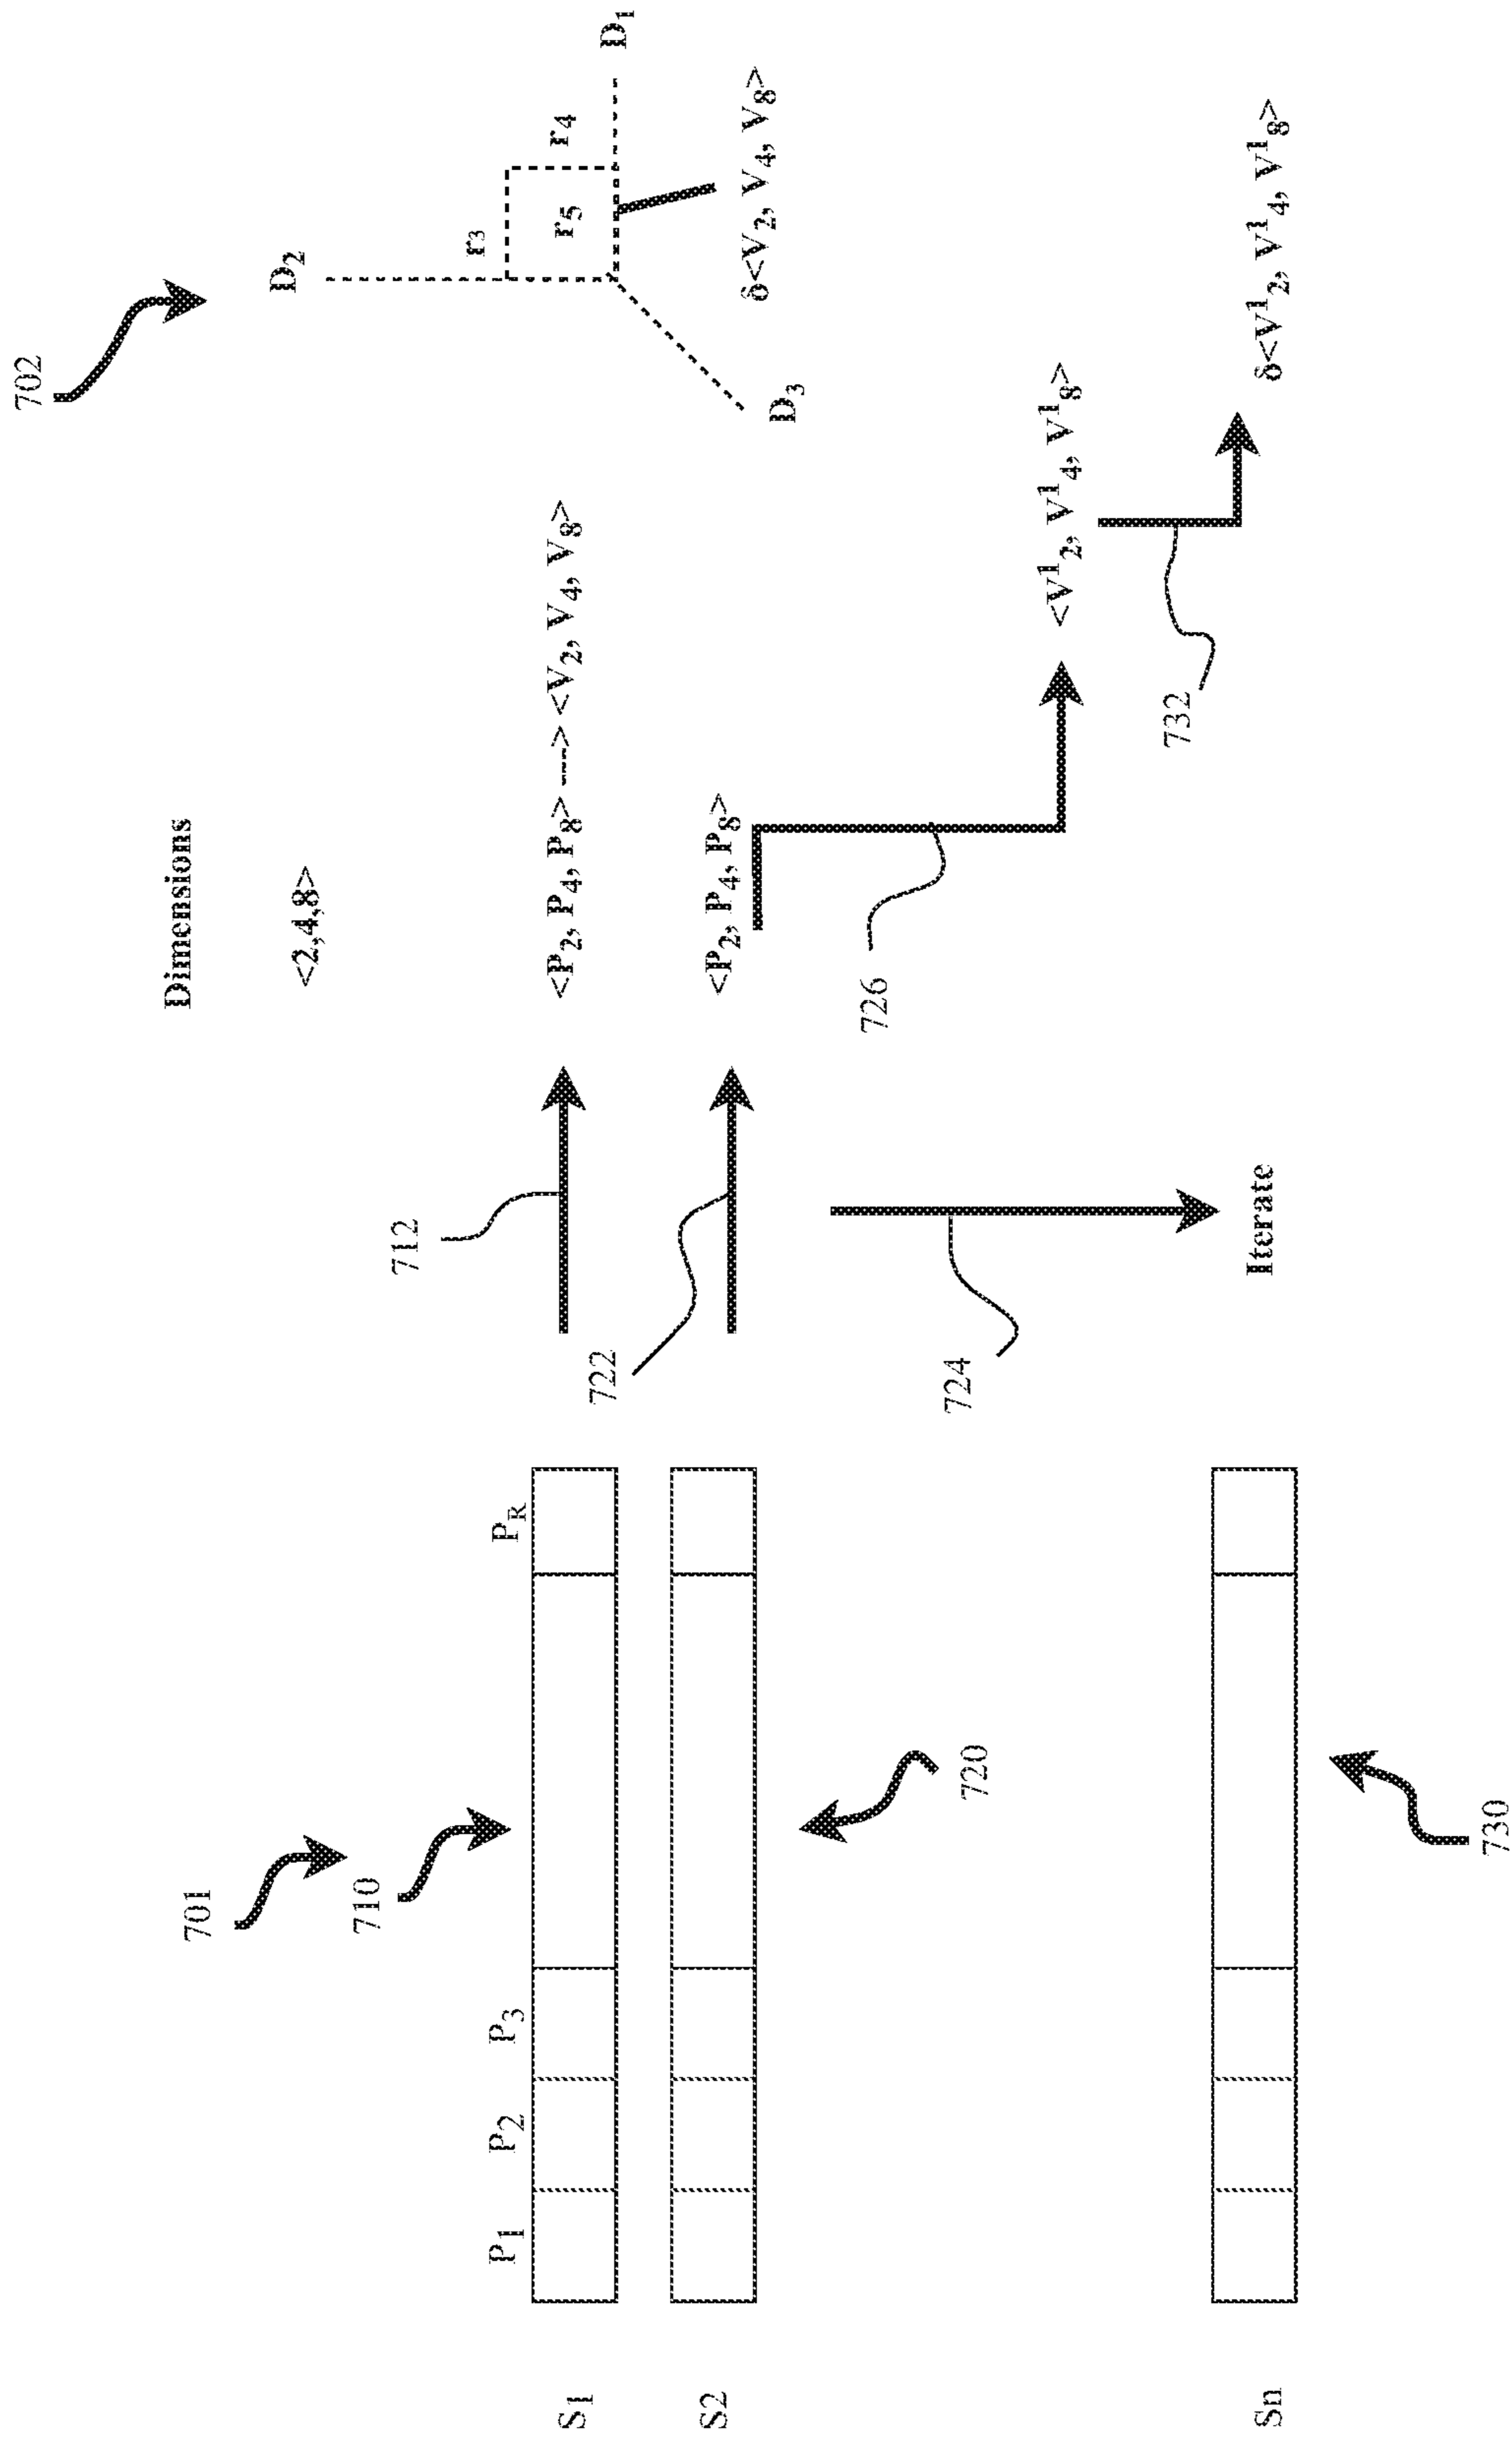 702
D₂
r₃
r₄
r₅
D₁
D₃
δ<V₂, V₄, V₈>
Dimensions
<2,4,8>
701
710
P₁ P₂ P₃ P_R
S1
712
<P₂, P₄, P₈> ---> <V₂, V₄, V₈>
S2
722
<P₂, P₄, P₈>
720
726
724
Iterate
<V¹₂, V¹₄, V¹₈>
732
δ<V¹₂, V¹₄, V¹₈>
Sn
730